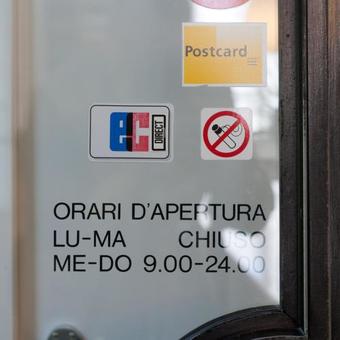 Postcard
ec DIRECT
ORARI D'APERTURA
LU-MA CHIUSO
ME-DO 9.00-24.00